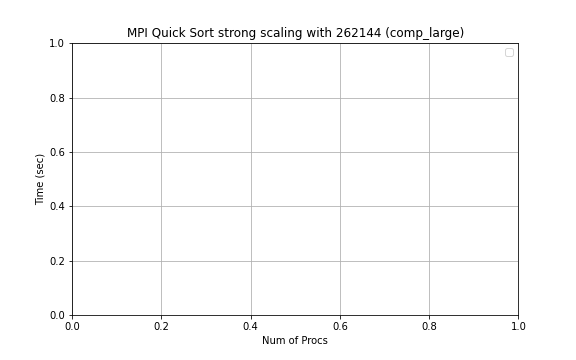 MPI Quick Sort strong scaling with 262144 (comp_large)
1.0
0.8
0.6
0.4
0.2
0.0
Time (sec)
0.0 0.2 0.4 0.6 0.8 1.0
Num of Procs